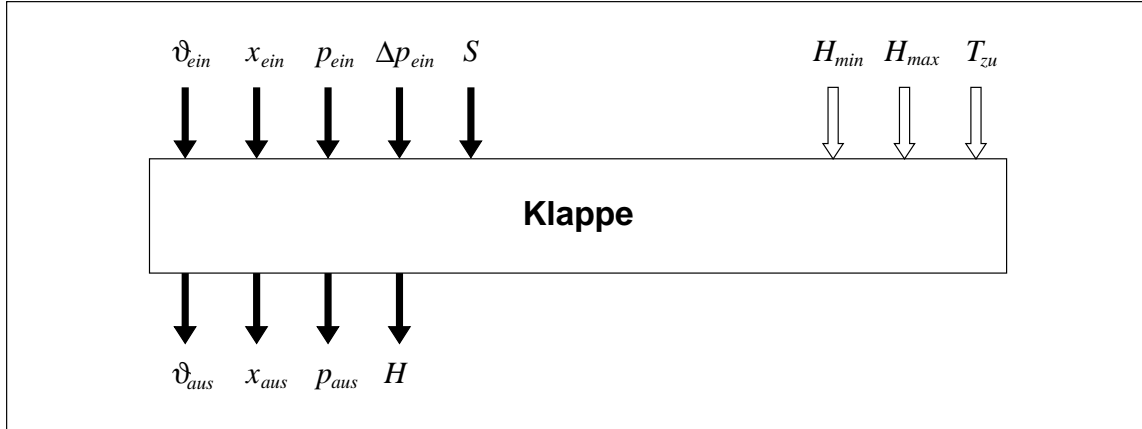 ϑein xein pein Δpein S Hmin Hmax Tzu
Klappe
ϑaus xaus paus H